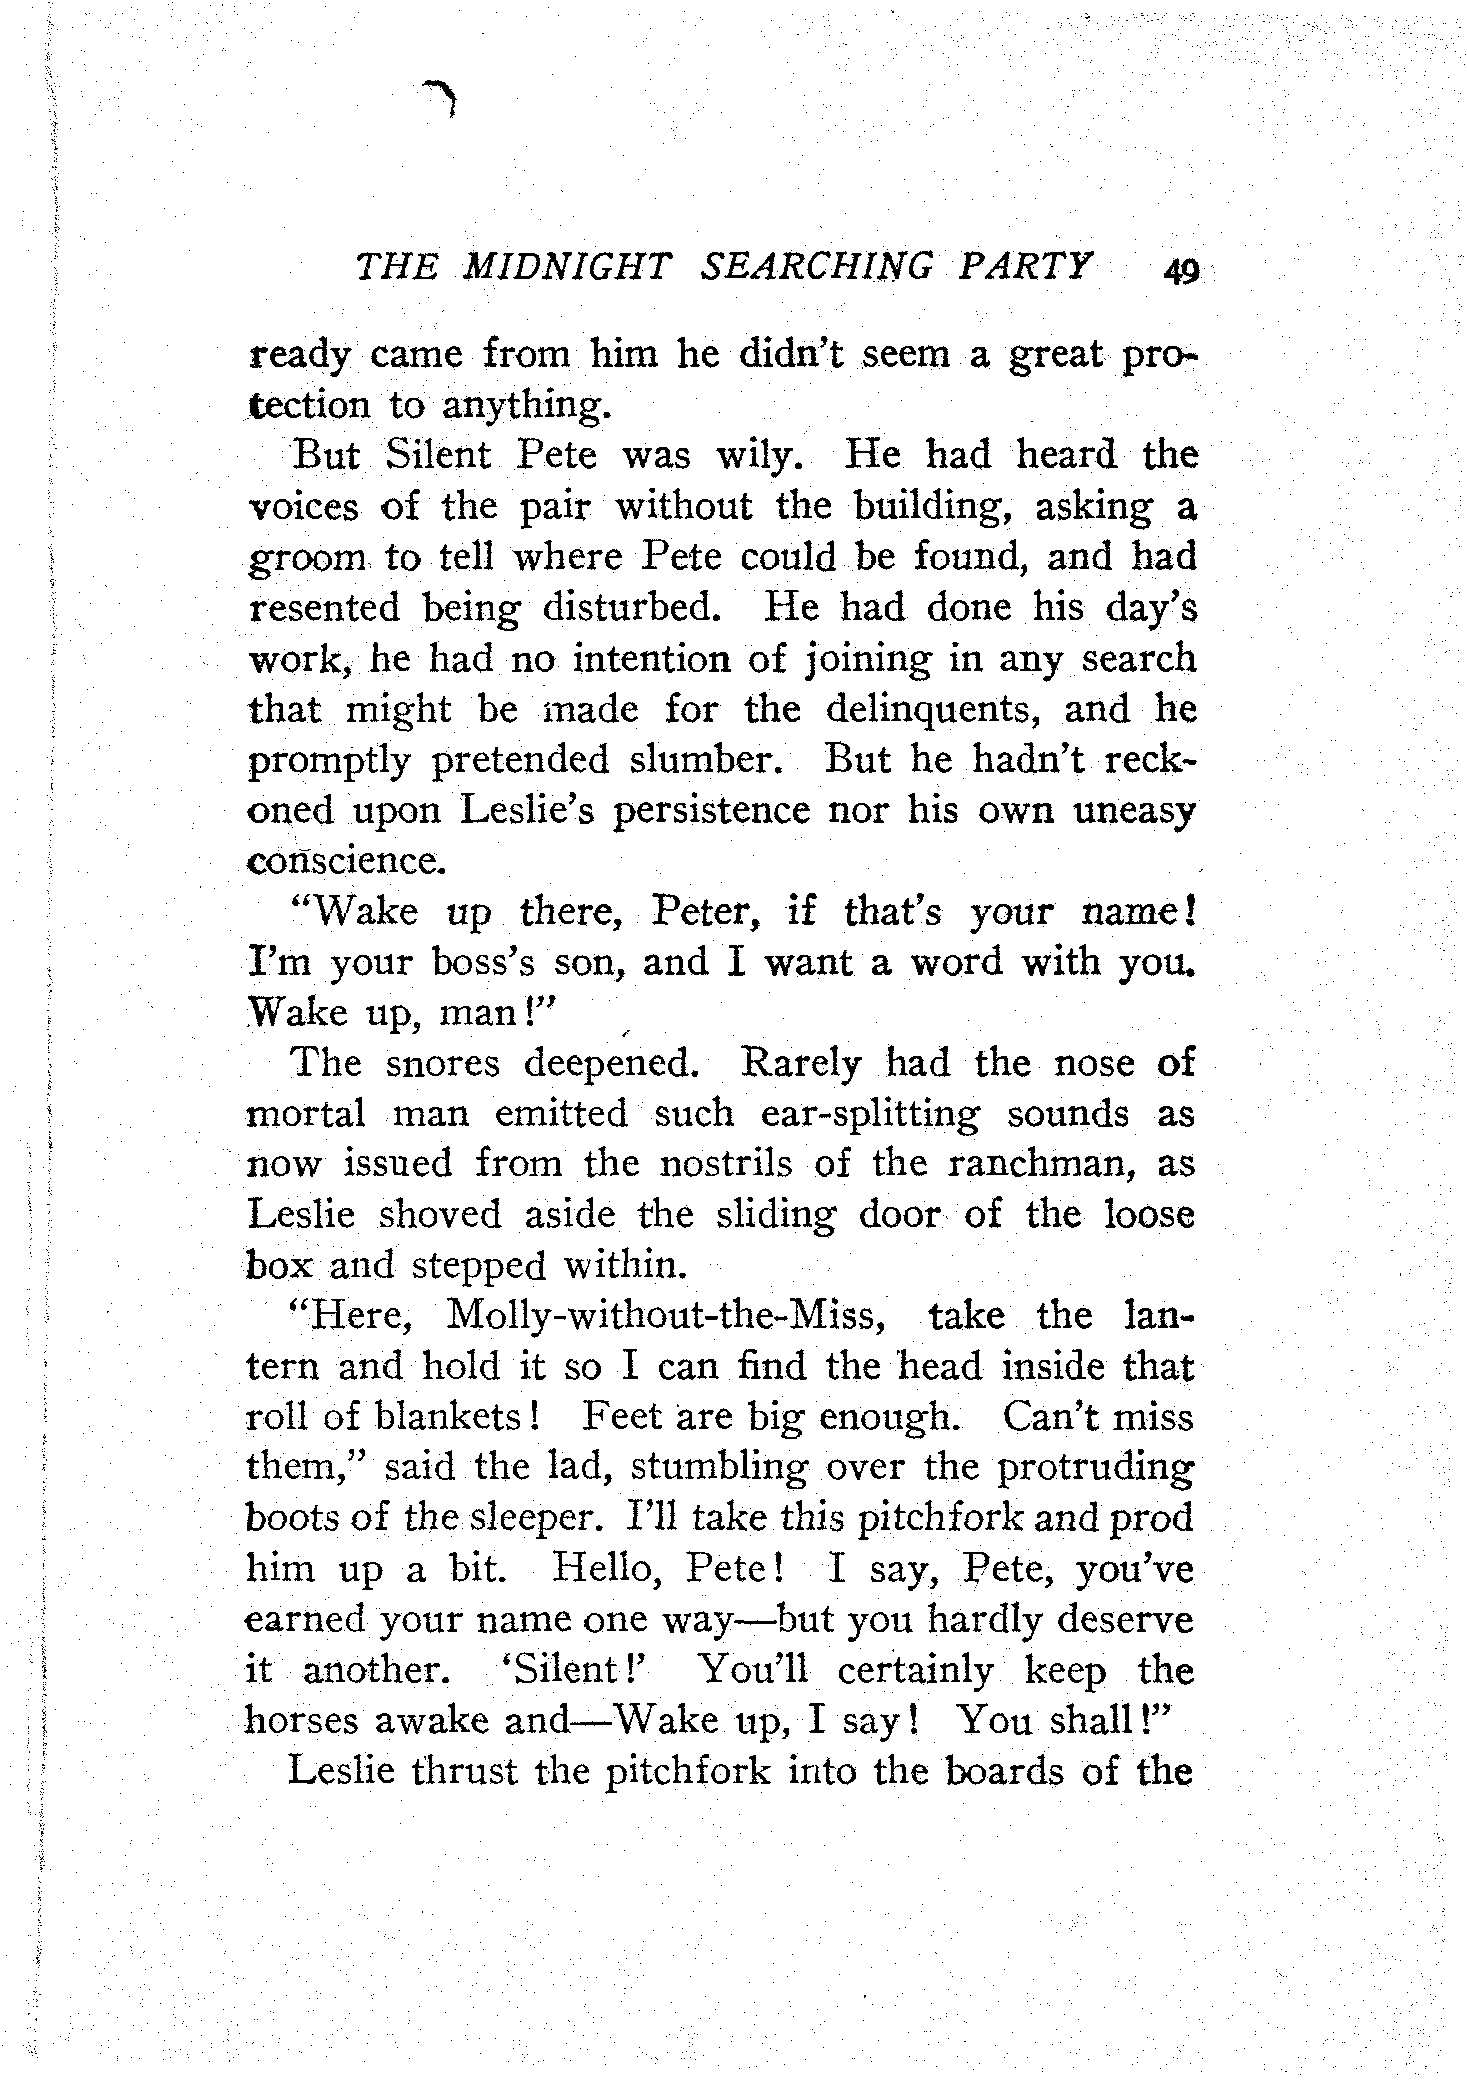 THE MIDNIGHT SEARCHING PARTY 49
ready came from him he didn't seem a great pro-
tection to anything.
But Silent Pete was wily. He had heard the
voices of the pair without the building, asking a
groom to tell where Pete could be found, and had
resented being disturbed. He had done his day's
work, he had no intention of joining in any search
that might be made for the delinquents, and he
promptly pretended slumber. But he hadn't reck-
oned upon Leslie's persistence nor his own uneasy
conscience.
"Wake up there, Peter, if that's your name!
I'm your boss's son, and I want a word with you.
Wake up, man!"
The snores deepened. Rarely had the nose of
mortal man emitted such ear-splitting sounds as
now issued from the nostrils of the ranchman, as
Leslie shoved aside the sliding door of the loose
box and stepped within.
"Here, Molly-without-the-Miss, take the lan-
tern and hold it so I can find the head inside that
roll of blankets! Feet are big enough. Can't miss
them," said the lad, stumbling over the protruding
boots of the sleeper. I'll take this pitchfork and prod
him up a bit. Hello, Pete! I say, Pete, you've
earned your name one way—but you hardly deserve
it another. 'Silent!' You'll certainly keep the
horses awake and—Wake up, I say! You shall!"
Leslie thrust the pitchfork into the boards of the